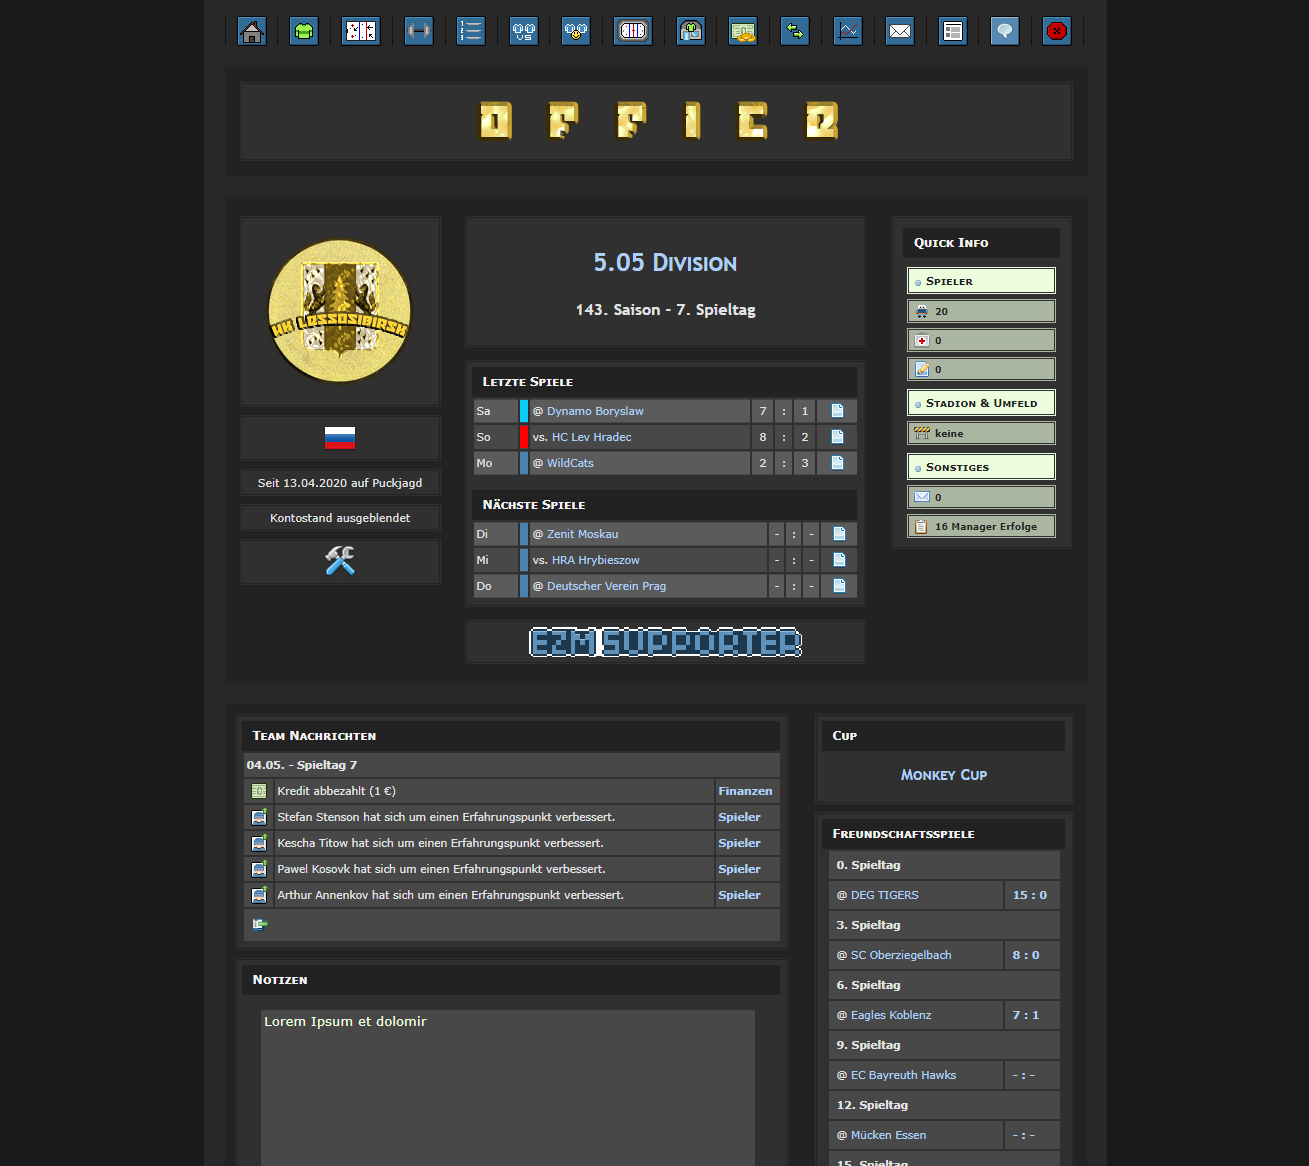 OFFICE
HK LOSSOSIBIRSK
Seit 13.04.2020 auf Puckjagd
Kontostand ausgeblendet
5.05 Division
143. Saison - 7. Spieltag
Letzte Spiele
Sa @ Dynamo Boryslaw 7 : 1
So vs. HC Lev Hradec 8 : 2
Mo @ WildCats 2 : 3
Nächste Spiele
Di @ Zenit Moskau - : -
Mi vs. HRA Hrybieszow - : -
Do @ Deutscher Verein Prag - : -
EZM SUPPORTER
Quick Info
Spieler
20
0
0
Stadion & Umfeld
keine
Sonstiges
0
16 Manager Erfolge
Team Nachrichten
04.05. - Spieltag 7
Kredit abbezahlt (1 €) Finanzen
Stefan Stenson hat sich um einen Erfahrungspunkt verbessert. Spieler
Kescha Titow hat sich um einen Erfahrungspunkt verbessert. Spieler
Pawel Kosovk hat sich um einen Erfahrungspunkt verbessert. Spieler
Arthur Annenkov hat sich um einen Erfahrungspunkt verbessert. Spieler
Notizen
Lorem Ipsum et dolomir
Cup
Monkey Cup
Freundschaftsspiele
0. Spieltag
@ DEG TIGERS 15 : 0
3. Spieltag
@ SC Oberziegelbach 8 : 0
6. Spieltag
@ Eagles Koblenz 7 : 1
9. Spieltag
@ EC Bayreuth Hawks - : -
12. Spieltag
@ Mücken Essen - : -
15. Spieltag